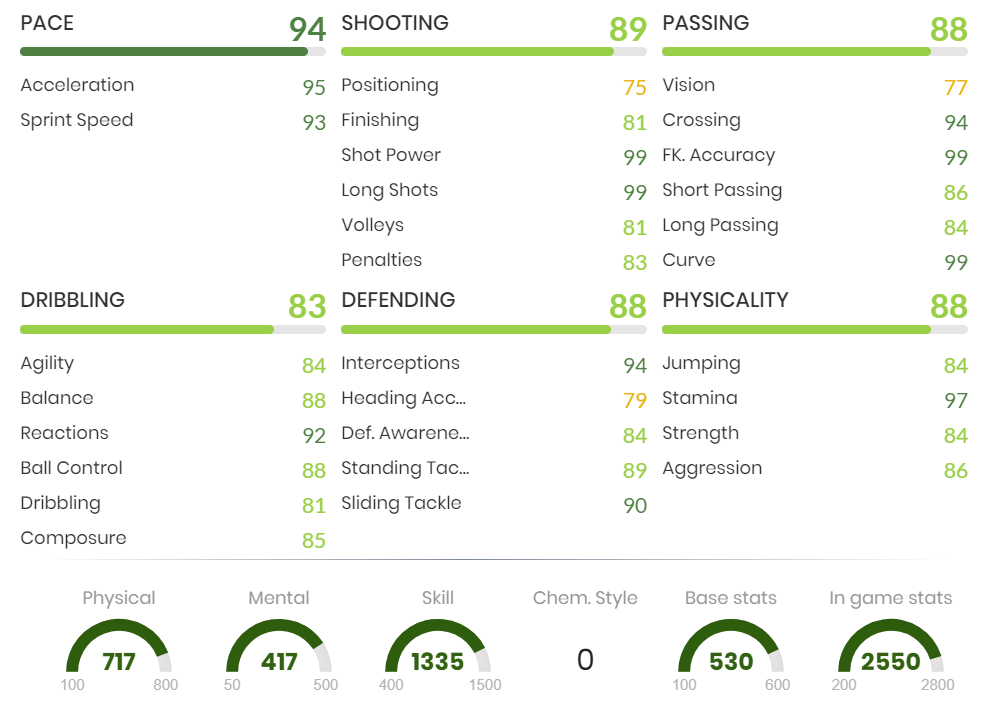 PACE 94
Acceleration 95
Sprint Speed 93
SHOOTING 89
Positioning 75
Finishing 81
Shot Power 99
Long Shots 99
Volleys 81
Penalties 83
PASSING 88
Vision 77
Crossing 94
FK. Accuracy 99
Short Passing 86
Long Passing 84
Curve 99
DRIBBLING 83
Agility 84
Balance 88
Reactions 92
Ball Control 88
Dribbling 81
Composure 85
DEFENDING 88
Interceptions 94
Heading Acc... 79
Def. Awarene... 84
Standing Tac... 89
Sliding Tackle 90
PHYSICALITY 88
Jumping 84
Stamina 97
Strength 84
Aggression 86
Physical
717
100 800
Mental
417
50 500
Skill
1335
400 1500
Chem. Style
0
Base stats
530
100 600
In game stats
2550
200 2800